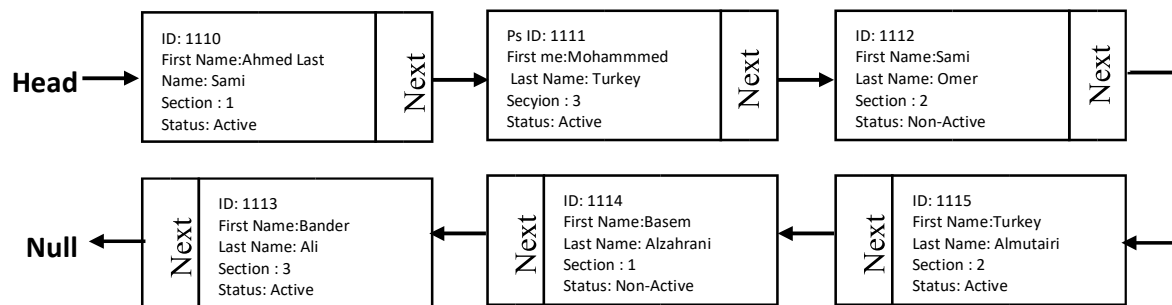 Head
ID: 1110
First Name:Ahmed Last
Name: Sami
Section : 1
Status: Active
Next
Ps ID: 1111
First me:Mohammmed
Last Name: Turkey
Secyion : 3
Status: Active
Next
ID: 1112
First Name:Sami
Last Name: Omer
Section : 2
Status: Non-Active
Next
Null
Next
ID: 1113
First Name:Bander
Last Name: Ali
Section : 3
Status: Active
Next
ID: 1114
First Name:Basem
Last Name: Alzahrani
Section : 1
Status: Non-Active
Next
ID: 1115
First Name:Turkey
Last Name: Almutairi
Section : 2
Status: Active